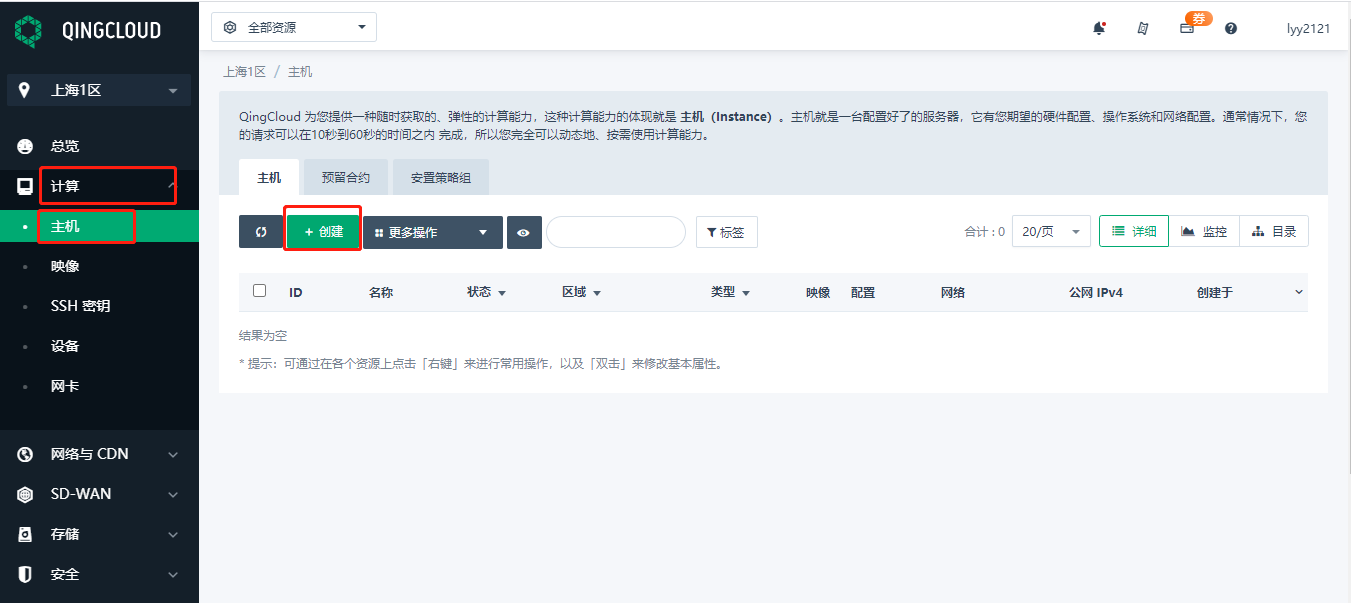 QINGCLOUD
全部资源
券
lyy2121
上海1区
上海1区 / 主机
总览
计算
主机
映像
SSH 密钥
设备
网卡
网络与 CDN
SD-WAN
存储
安全
QingCloud 为您提供一种随时获取的、弹性的计算能力，这种计算能力的体现就是 主机（Instance）。主机就是一台配置好了的服务器，它有您期望的硬件配置、操作系统和网络配置。通常情况下，您
的请求可以在10秒到60秒的时间之内 完成，所以您完全可以动态地、按需使用计算能力。
主机 预留合约 安置策略组
+ 创建 更多操作 标签 合计：0 20/页 详细 监控 目录
ID 名称 状态 区域 类型 映像 配置 网络 公网 IPv4 创建于
结果为空
* 提示：可通过在各个资源上点击「右键」来进行常用操作，以及「双击」来修改基本属性。